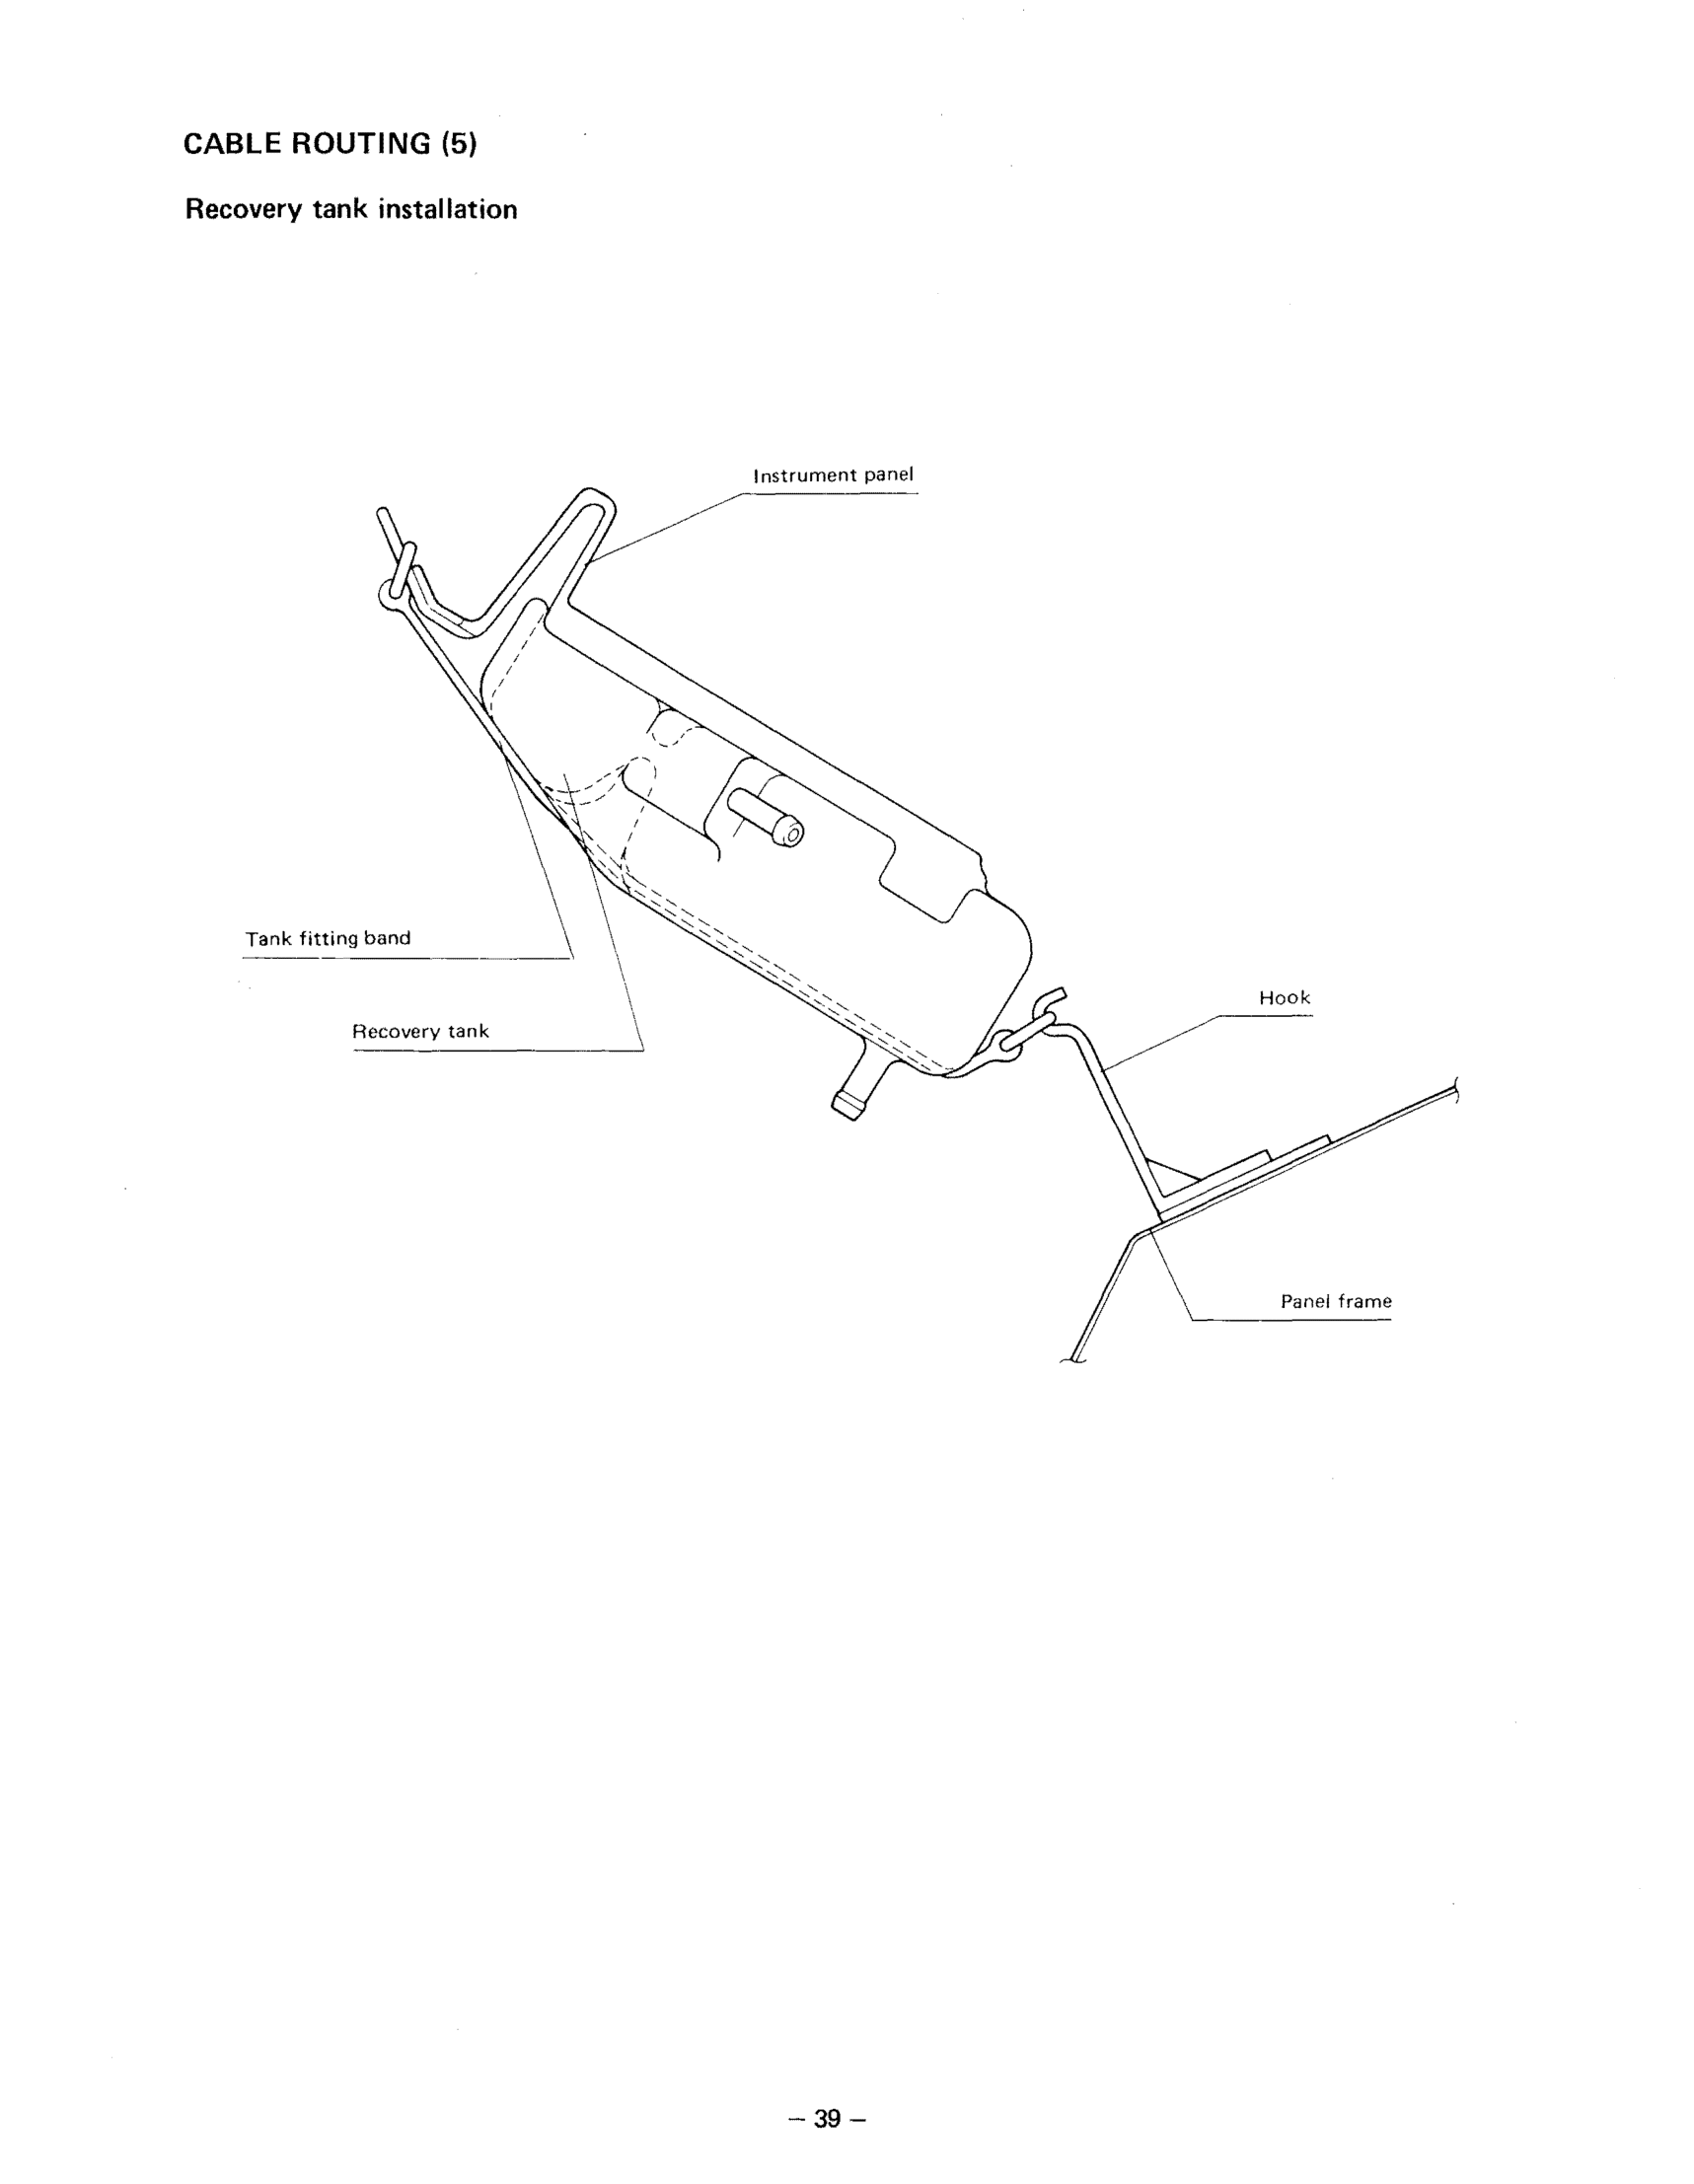 CABLE ROUTING (5)
Recovery tank installation
Instrument panel
Tank fitting band
Hook
Recovery tank
Panel frame
— 39 —